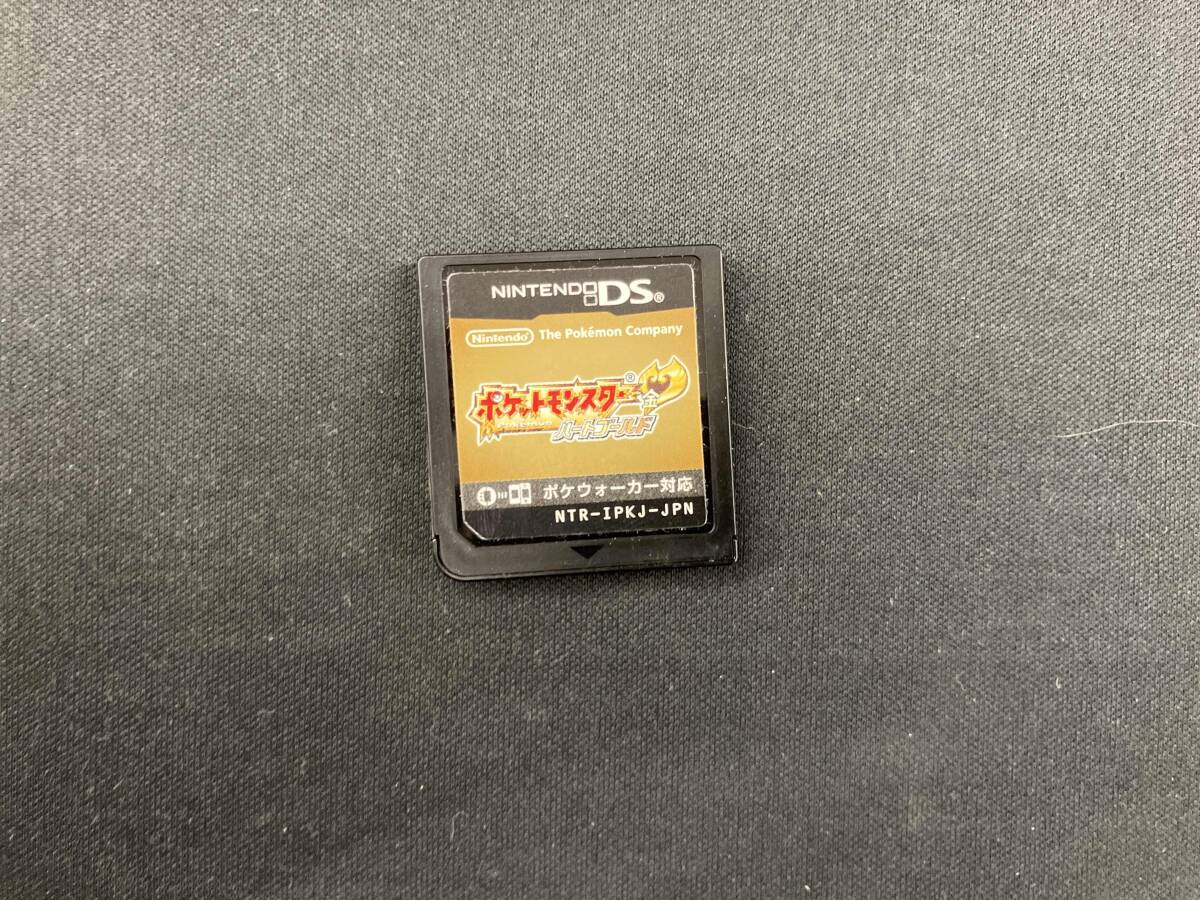 NINTENDO DS®
Nintendo® The Pokémon Company
ポケットモンスター®
POKéMON 金
ハートゴールド
ポケウォーカー対応
NTR-IPKJ-JPN